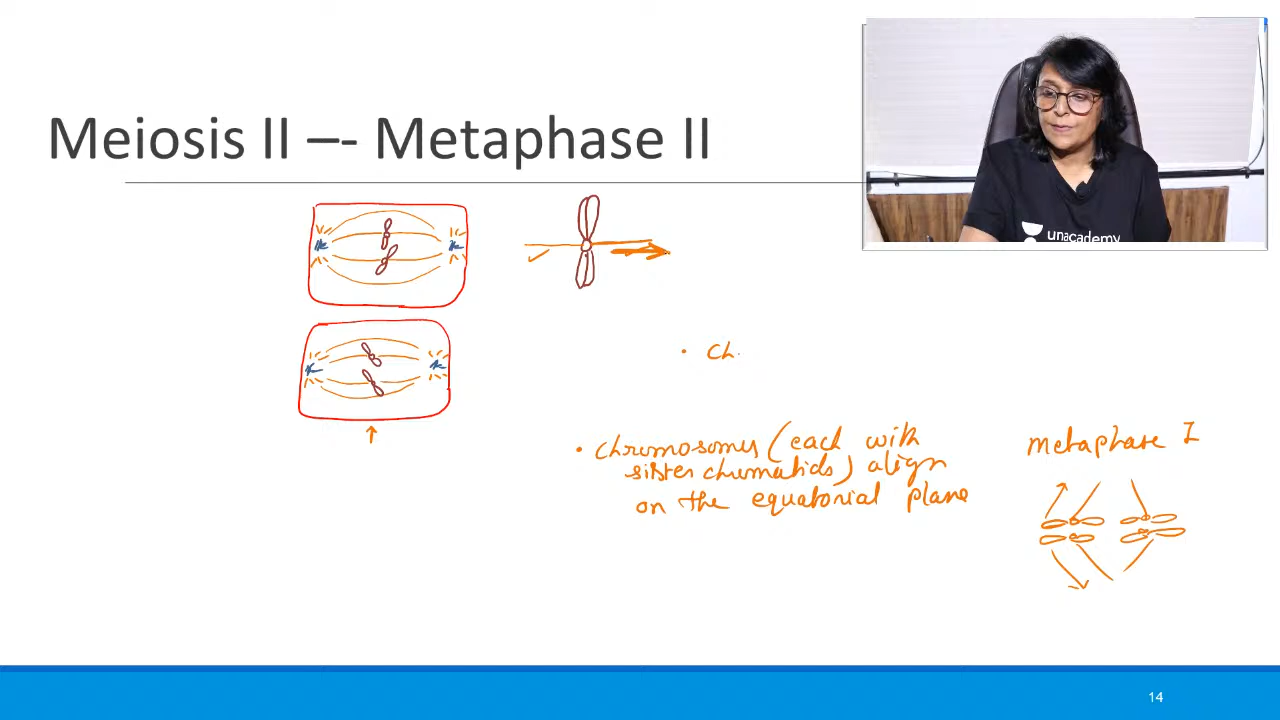 Meiosis II –- Metaphase II
unacademy
• Ch.
• chromosomes (each with
sister chromatids) align
on the equatorial plane
metaphase I
14